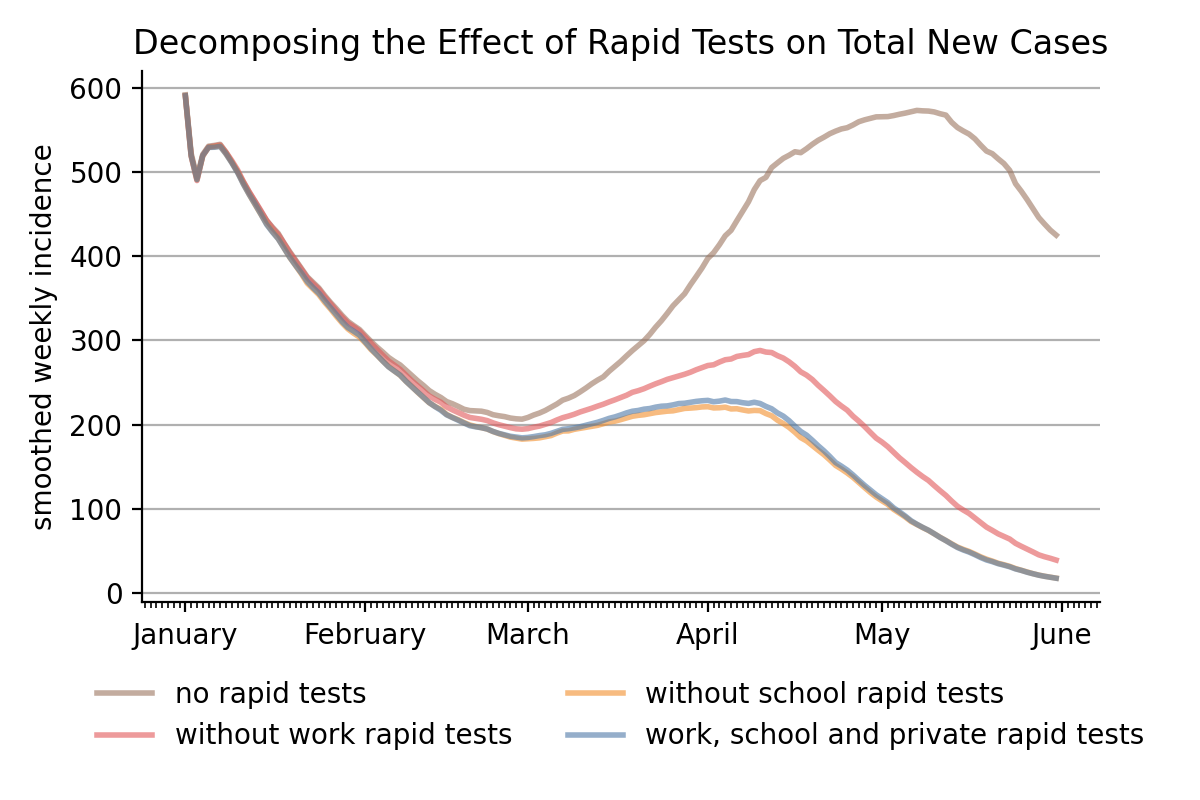 Decomposing the Effect of Rapid Tests on Total New Cases
600
500
400
300
200
100
0
smoothed weekly incidence
January February March April May June
no rapid tests
without work rapid tests
without school rapid tests
work, school and private rapid tests